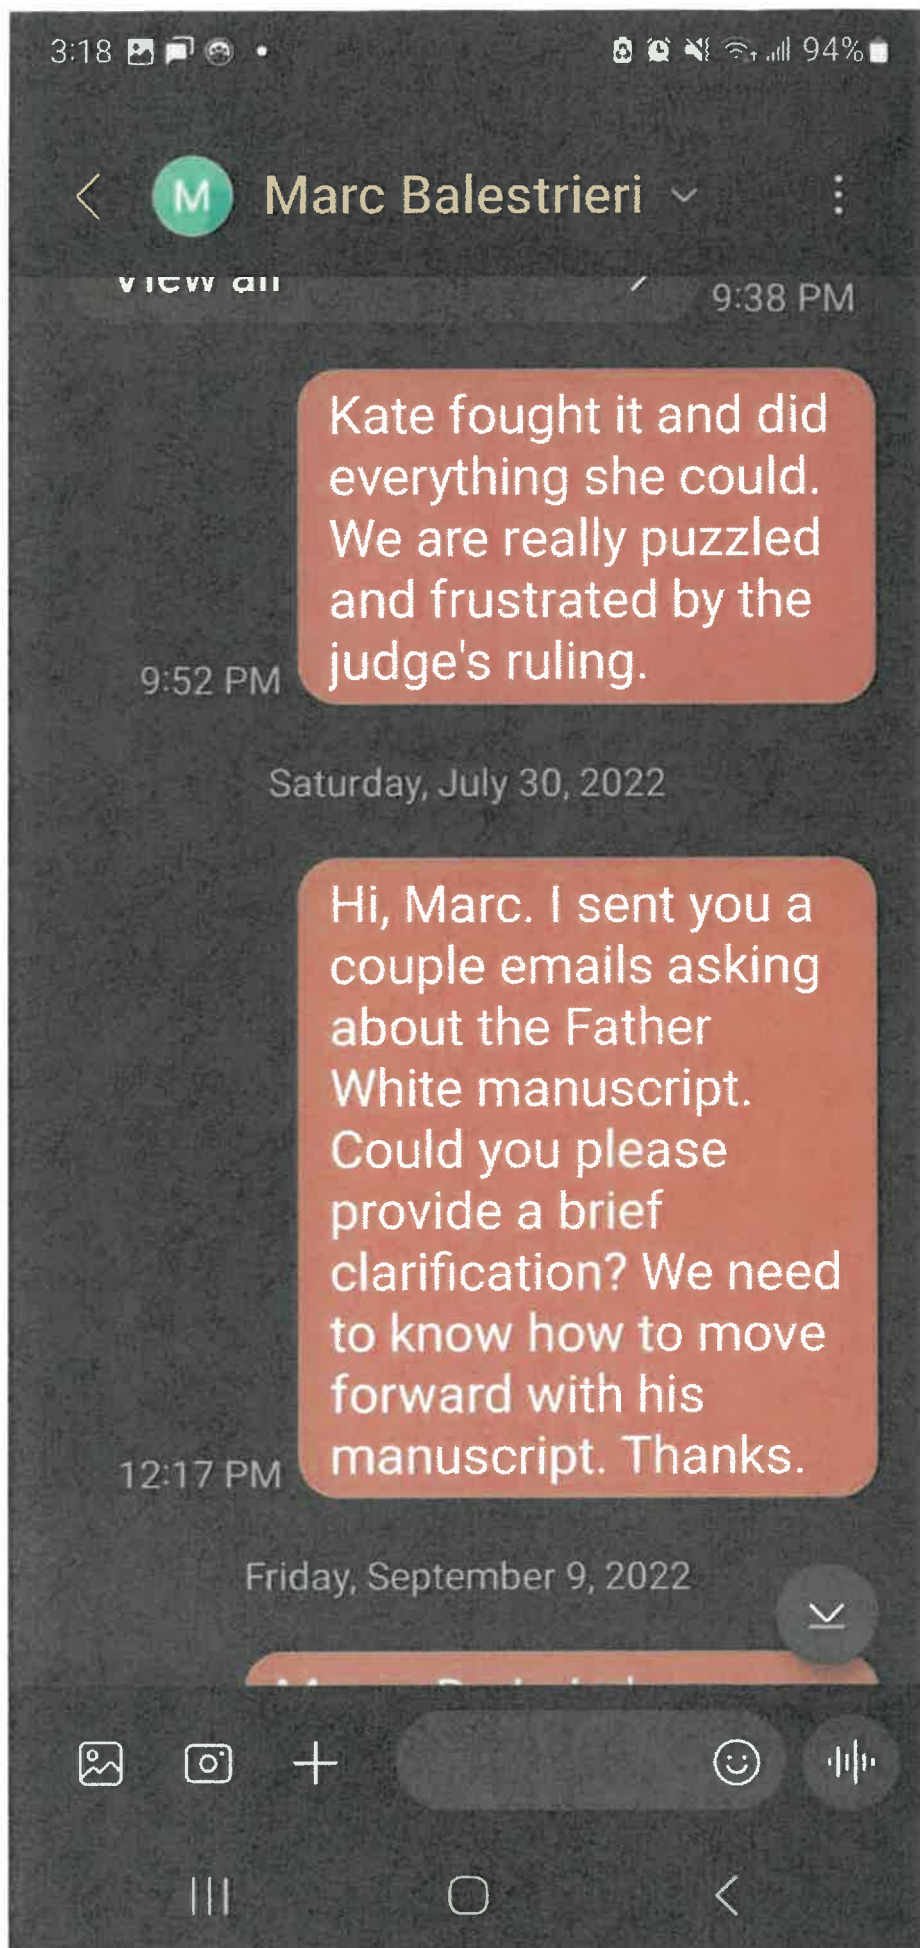 3:18
94%
M Marc Balestrieri
View all
9:38 PM
Kate fought it and did
everything she could.
We are really puzzled
and frustrated by the
judge's ruling.
9:52 PM
Saturday, July 30, 2022
Hi, Marc. I sent you a
couple emails asking
about the Father
White manuscript.
Could you please
provide a brief
clarification? We need
to know how to move
forward with his
manuscript. Thanks.
12:17 PM
Friday, September 9, 2022